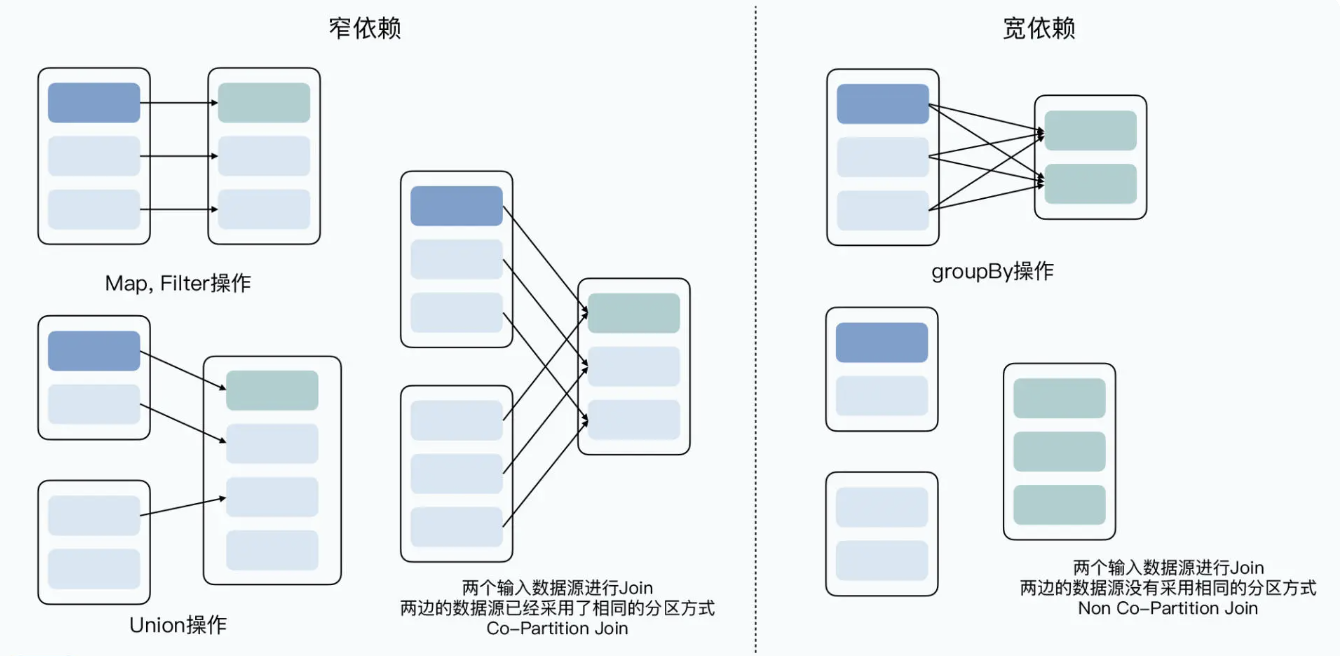 窄依赖
宽依赖
Map, Filter操作
Union操作
两个输入数据源进行Join
两边的数据源已经采用了相同的分区方式
Co-Partition Join
groupBy操作
两个输入数据源进行Join
两边的数据源没有采用相同的分区方式
Non Co-Partition Join